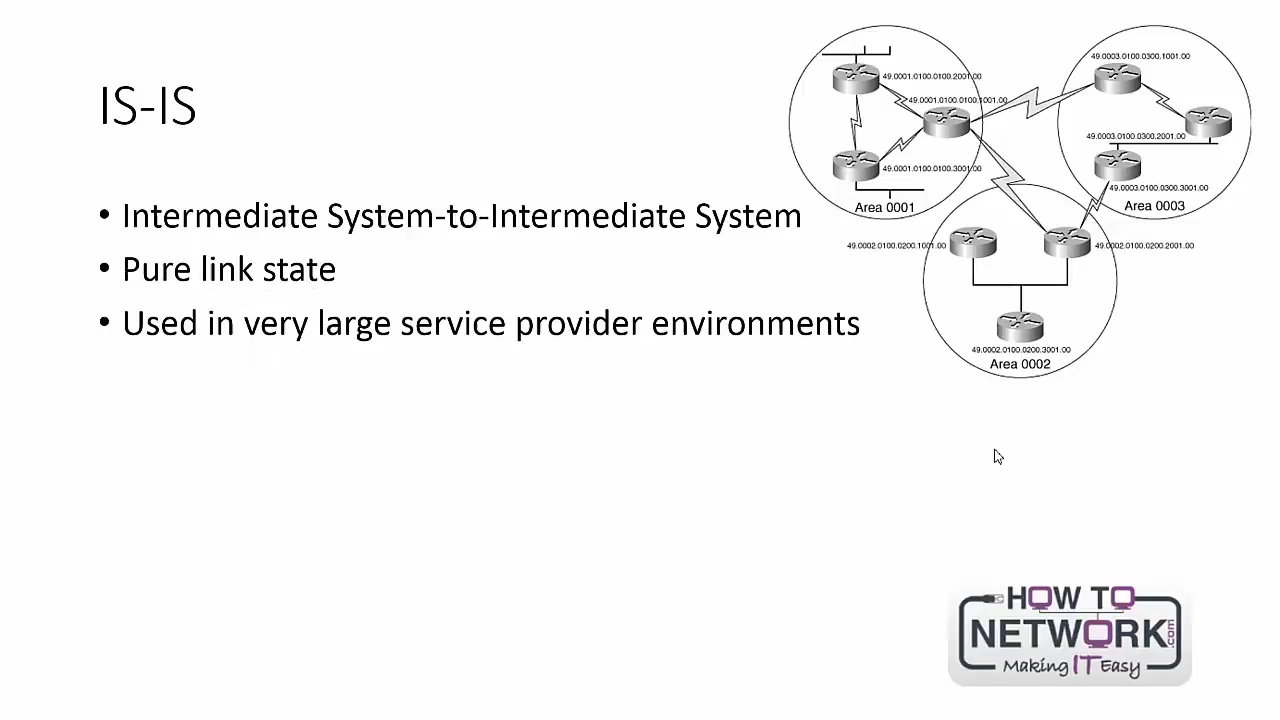 IS-IS
• Intermediate System-to-Intermediate System
• Pure link state
• Used in very large service provider environments
49.0001.0100.0100.2001.00
49.0001.0100.0100.1001.00
49.0001.0100.0100.3001.00
Area 0001
49.0003.0100.0300.1001.00
49.0003.0100.0300.2001.00
49.0003.0100.0300.3001.00
Area 0003
49.0002.0100.0200.1001.00
49.0002.0100.0200.2001.00
49.0002.0100.0200.3001.00
Area 0002
HOW TO
NETWORK.com
Making IT Easy